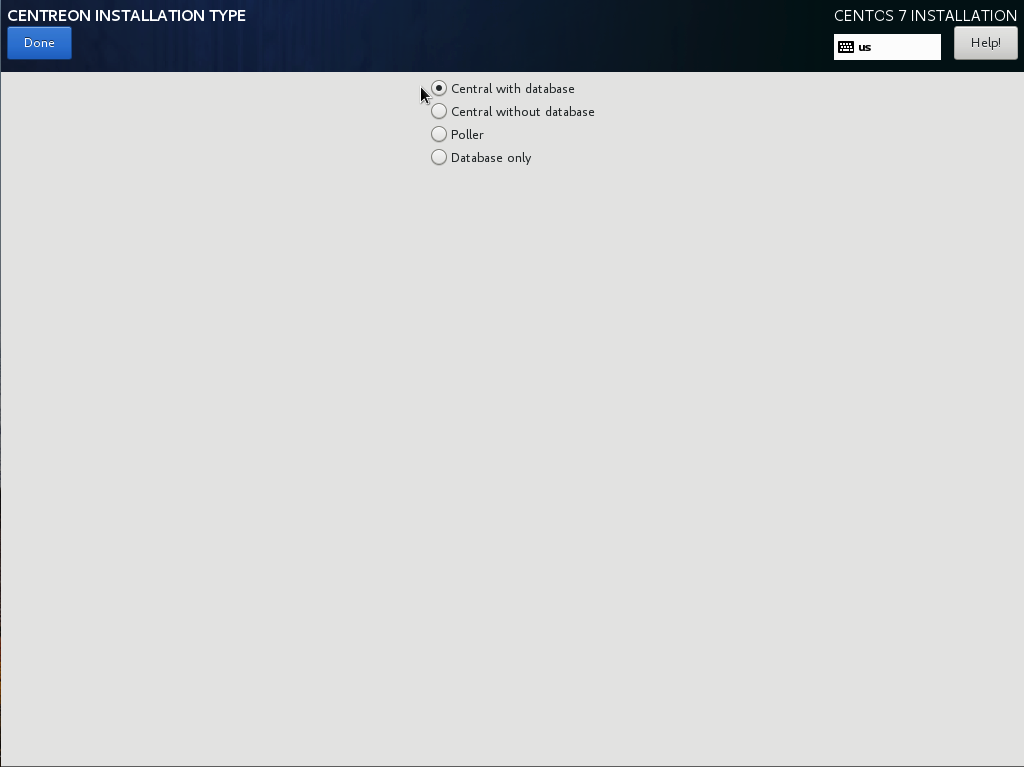 CENTREON INSTALLATION TYPE
CENTOS 7 INSTALLATION
Done
us
Help!
Central with database
Central without database
Poller
Database only